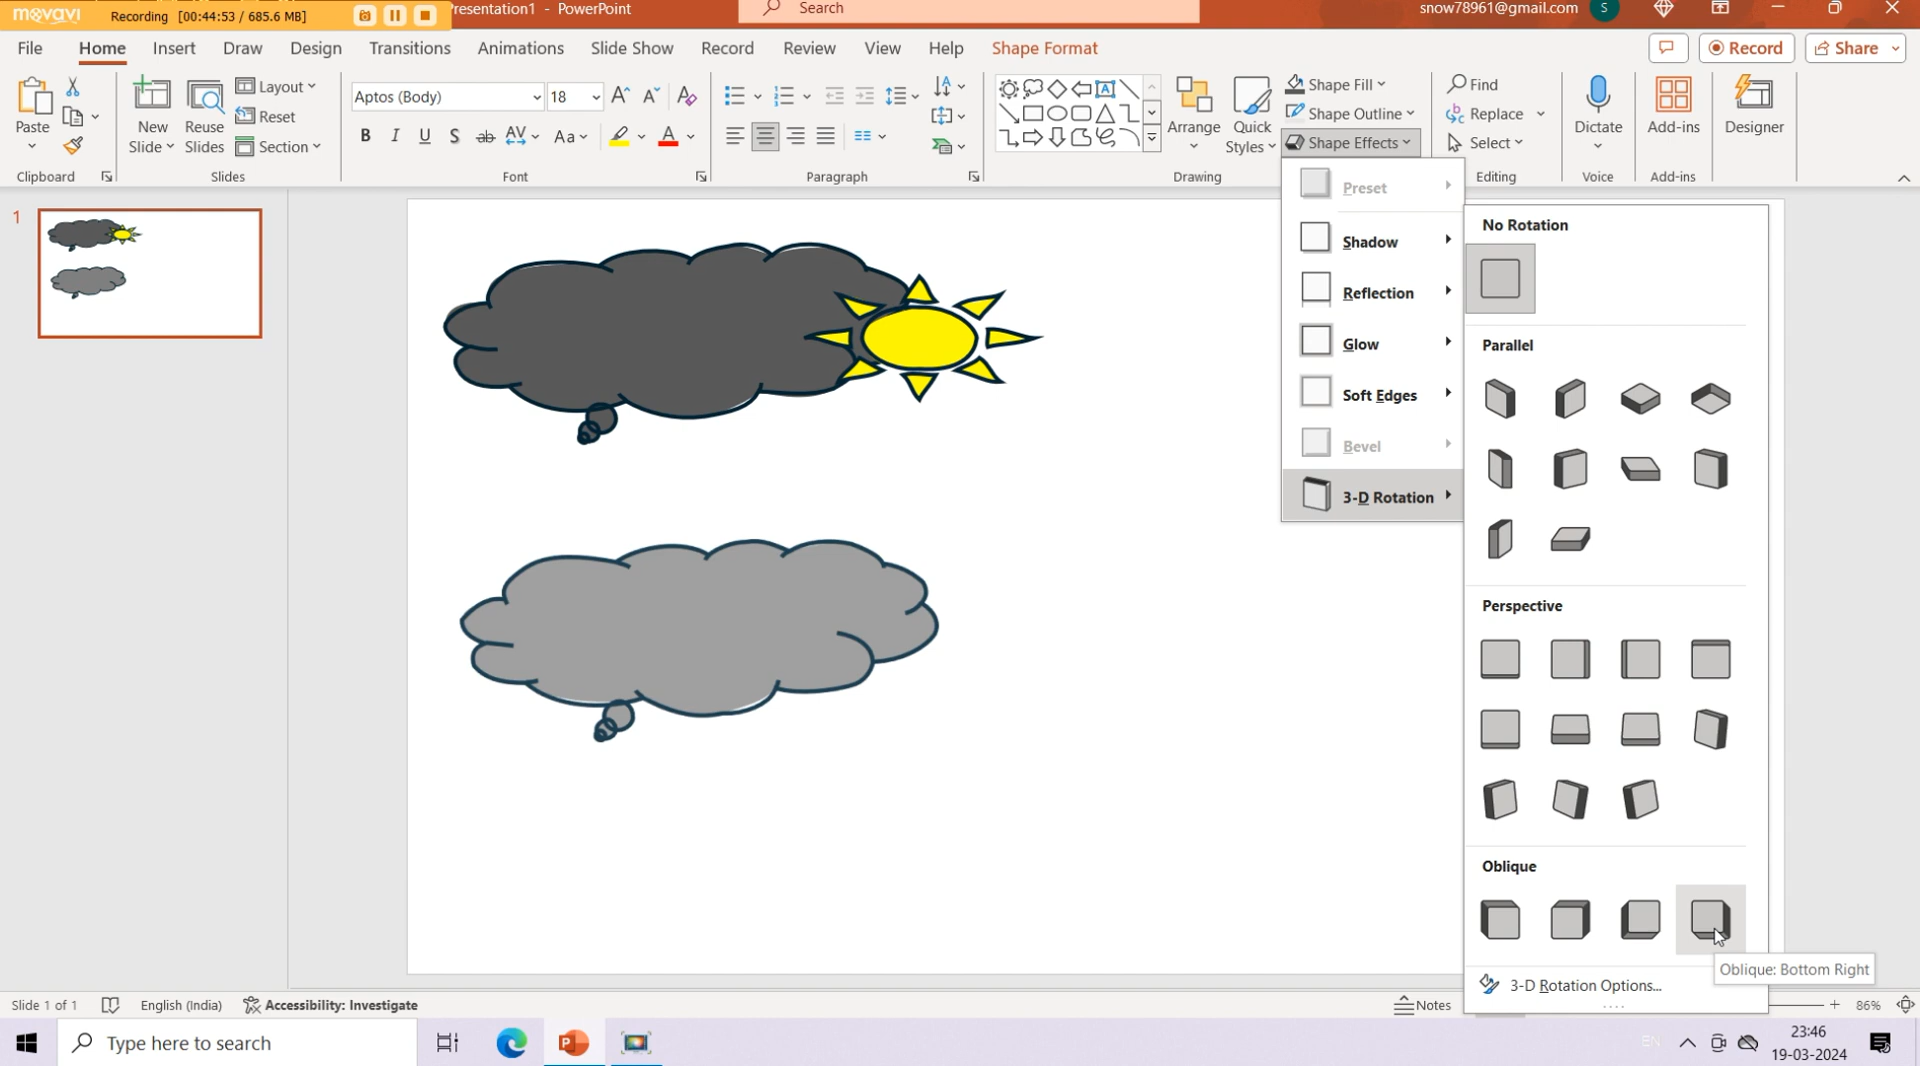 movavi
Recording [00:44:53 / 685.6 MB]
Presentation1 - PowerPoint
Search
snow78961@gmail.com
S
File
Home
Insert
Draw
Design
Transitions
Animations
Slide Show
Record
Review
View
Help
Shape Format
Record
Share
Paste
New
Slide
Reuse
Slides
Layout
Reset
Section
Aptos (Body)
18
Arrange
Quick
Styles
Shape Fill
Shape Outline
Shape Effects
Find
Replace
Select
Dictate
Add-ins
Designer
Clipboard
Slides
Font
Paragraph
Drawing
Editing
Voice
Add-ins
1
Preset
Shadow
Reflection
Glow
Soft Edges
Bevel
3-D Rotation
No Rotation
Parallel
Perspective
Oblique
Oblique: Bottom Right
3-D Rotation Options...
Slide 1 of 1
English (India)
Accessibility: Investigate
Notes
86%
Type here to search
EN
23:46
19-03-2024